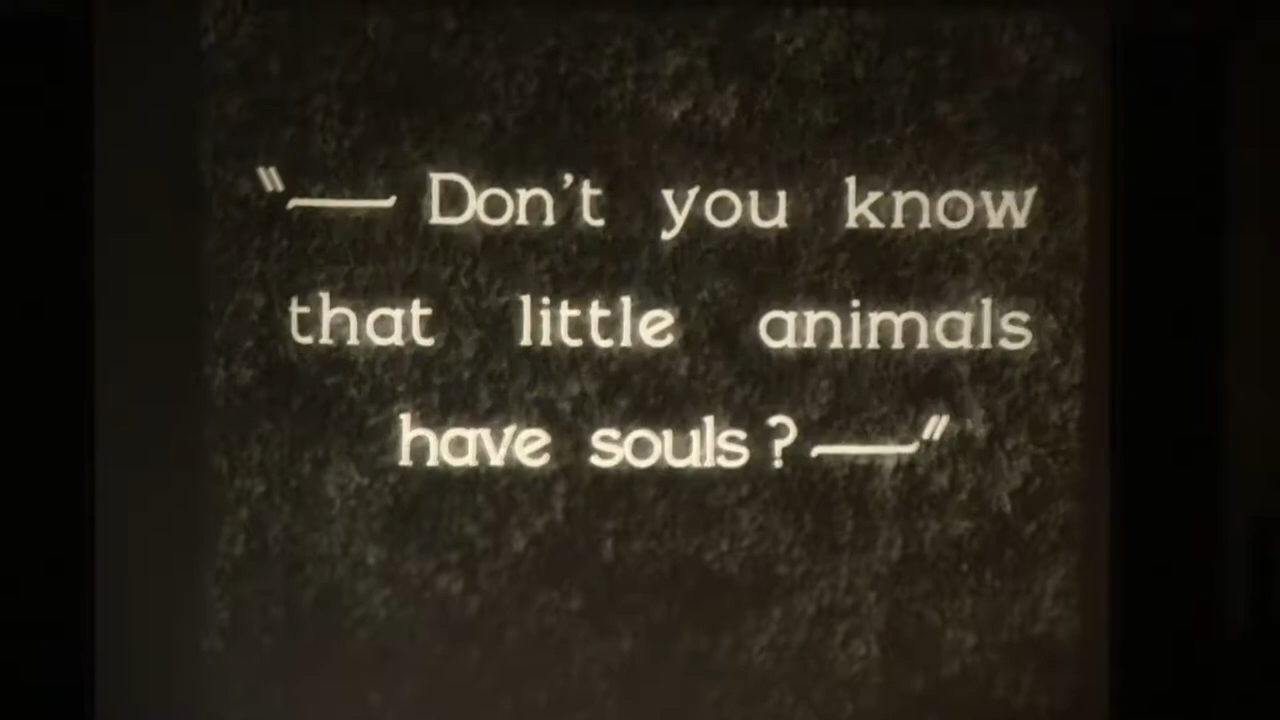 "— Don't you know
that little animals
have souls ? —"